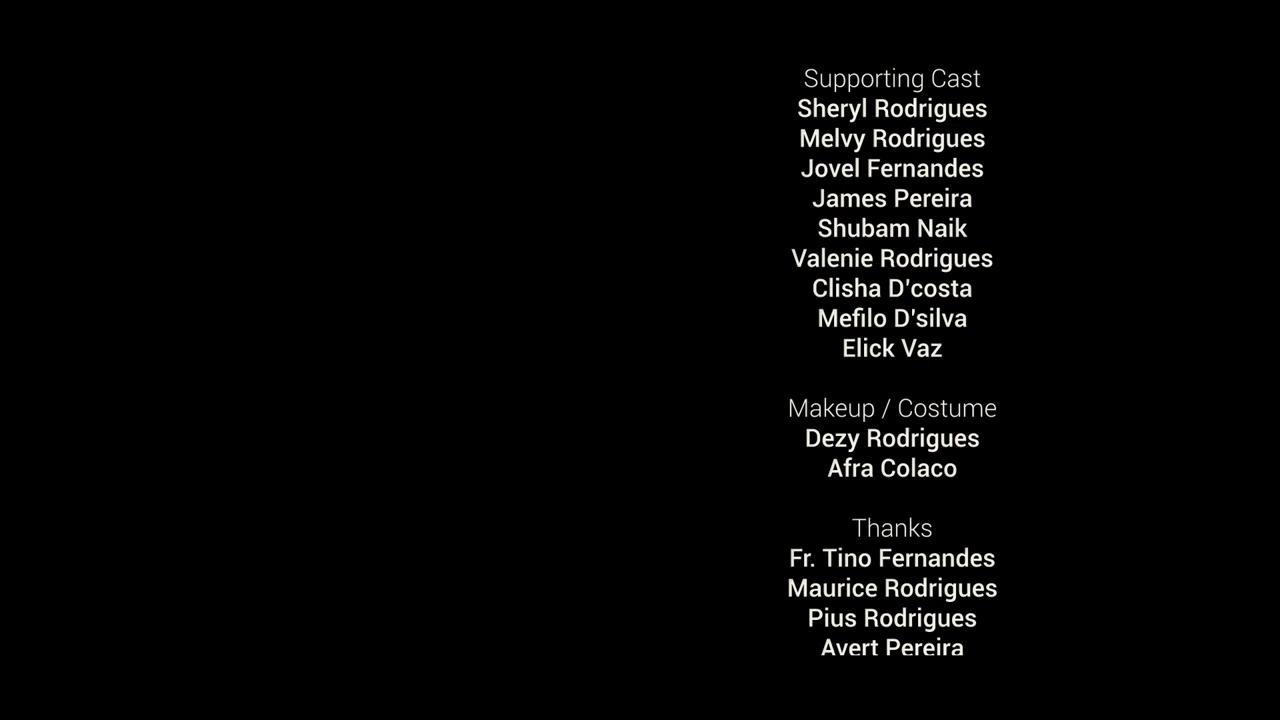 Supporting Cast
Sheryl Rodrigues
Melvy Rodrigues
Jovel Fernandes
James Pereira
Shubam Naik
Valenie Rodrigues
Clisha D'costa
Mefilo D'silva
Elick Vaz
Makeup / Costume
Dezy Rodrigues
Afra Colaco
Thanks
Fr. Tino Fernandes
Maurice Rodrigues
Pius Rodrigues
Avert Pereira